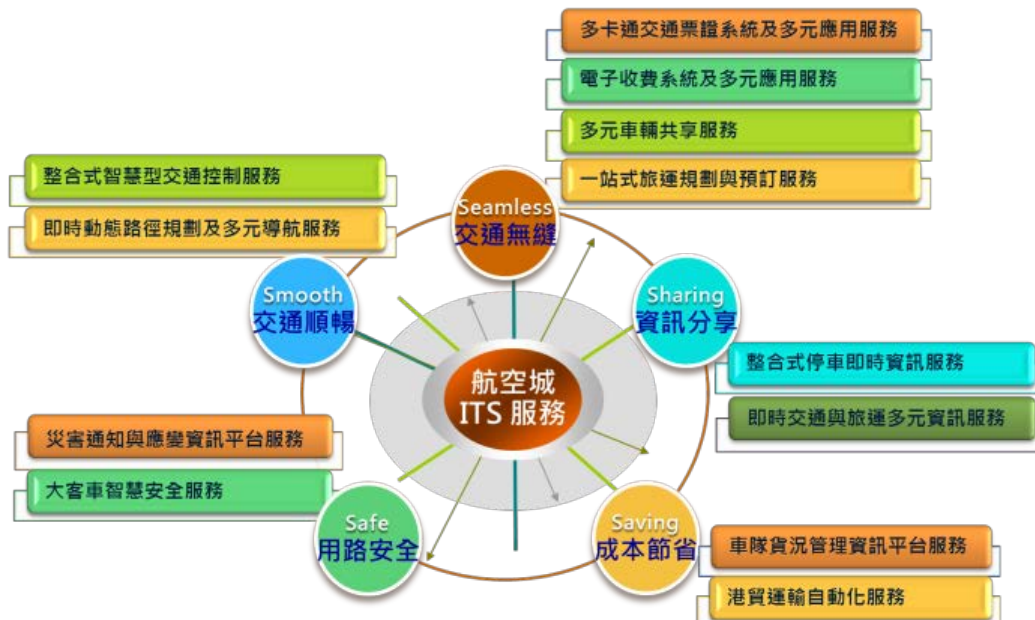 多卡通交通票證系統及多元應用服務
電子收費系統及多元應用服務
多元車輛共享服務
一站式旅運規劃與預訂服務
整合式智慧型交通控制服務
即時動態路徑規劃及多元導航服務
Seamless
交通無縫
Smooth
交通順暢
Sharing
資訊分享
整合式停車即時資訊服務
即時交通與旅運多元資訊服務
航空城
ITS 服務
災害通知與應變資訊平台服務
大客車智慧安全服務
Safe
用路安全
Saving
成本節省
車隊貨況管理資訊平台服務
港貿運輸自動化服務